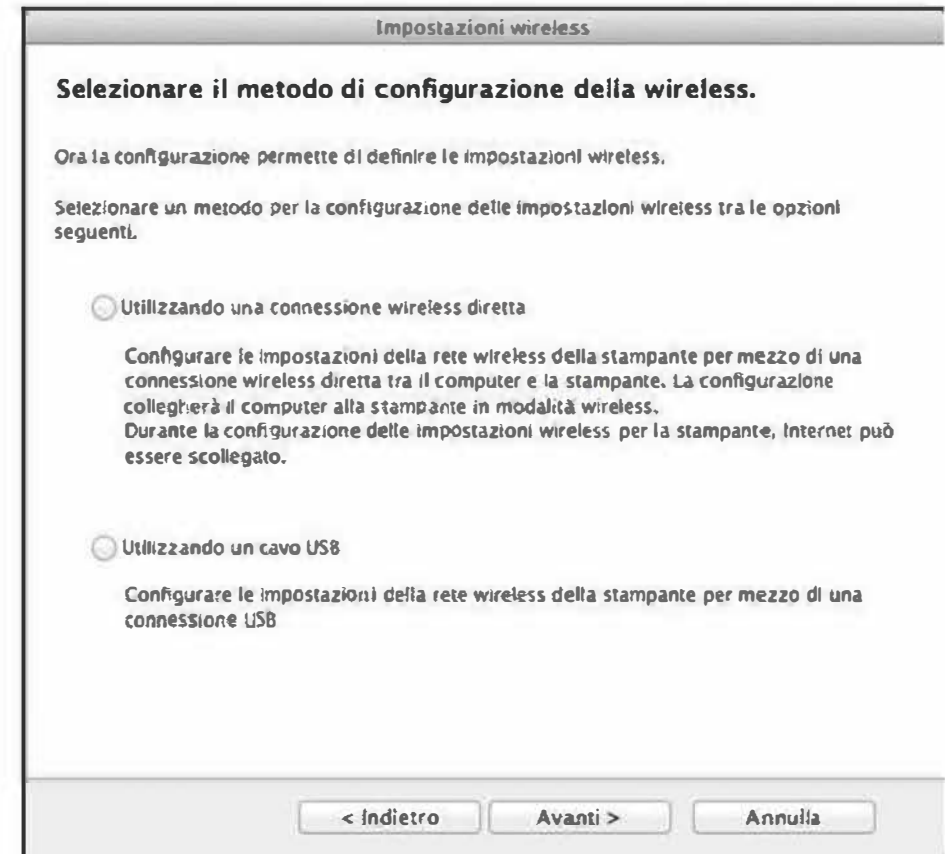 Impostazioni wireless
Selezionare il metodo di configurazione della wireless.
Ora la configurazione permette di definire le impostazioni wireless.
Selezionare un metodo per la configurazione delle impostazioni wireless tra le opzioni
seguenti.
Utilizzando una connessione wireless diretta
Configurare le impostazioni della rete wireless della stampante per mezzo di una
connessione wireless diretta tra il computer e la stampante. La configurazione
collegherà il computer alla stampante in modalità wireless.
Durante la configurazione delle impostazioni wireless per la stampante, Internet può
essere scollegato.
Utilizzando un cavo USB
Configurare le impostazioni della rete wireless della stampante per mezzo di una
connessione USB
< Indietro
Avanti >
Annulla